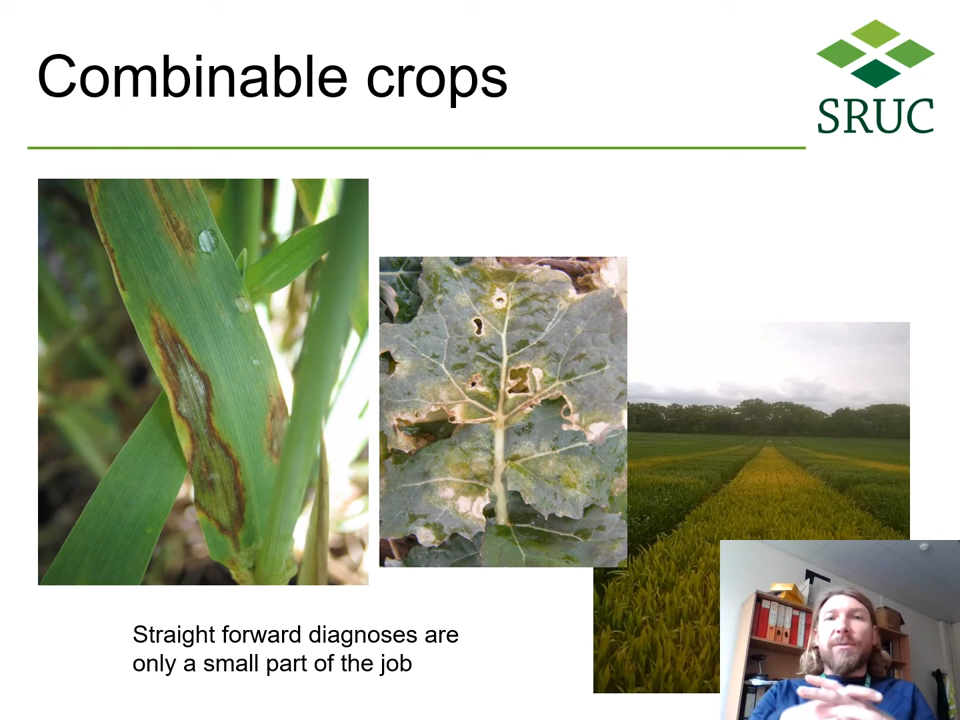 Combinable crops
SRUC
Straight forward diagnoses are
only a small part of the job